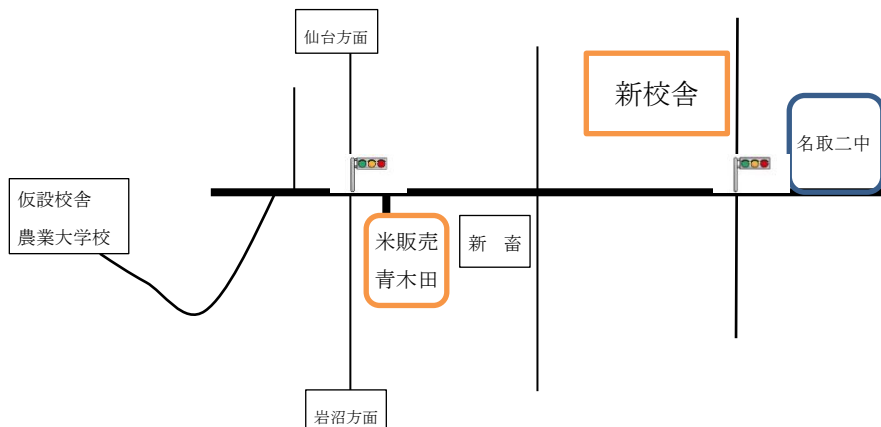 仙台方面
新校舎
名取二中
仮設校舎
農業大学校
米販売
青木田
新　畜
岩沼方面